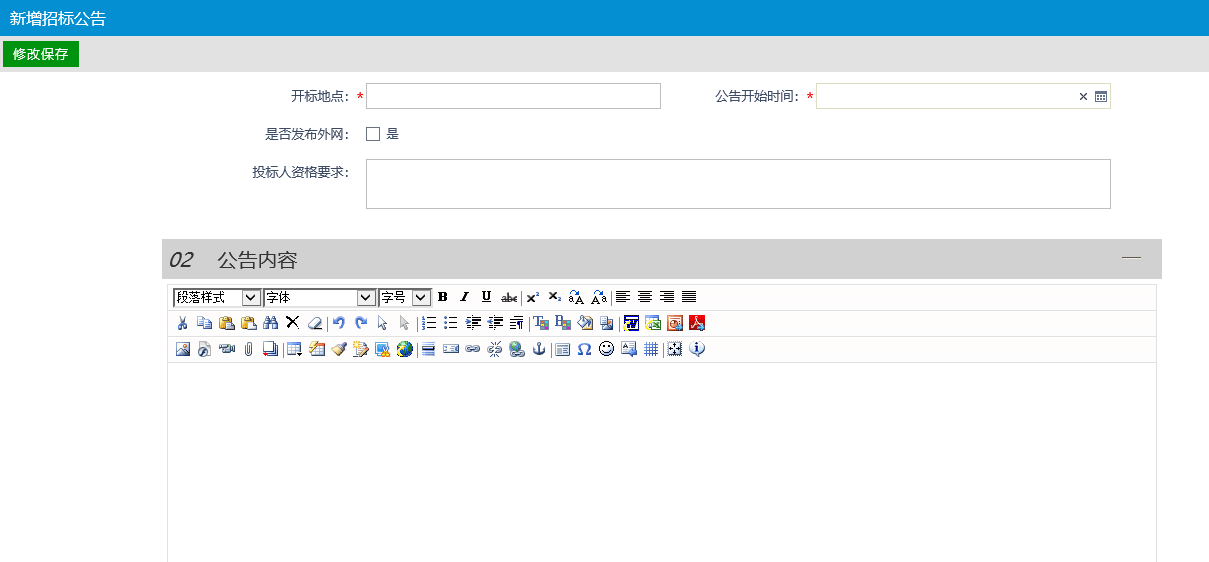 新增招标公告
修改保存
开标地点: * 公告开始时间: *
是否发布外网: 是
投标人资格要求:
02 公告内容
段落样式 字体 字号 B I U abc